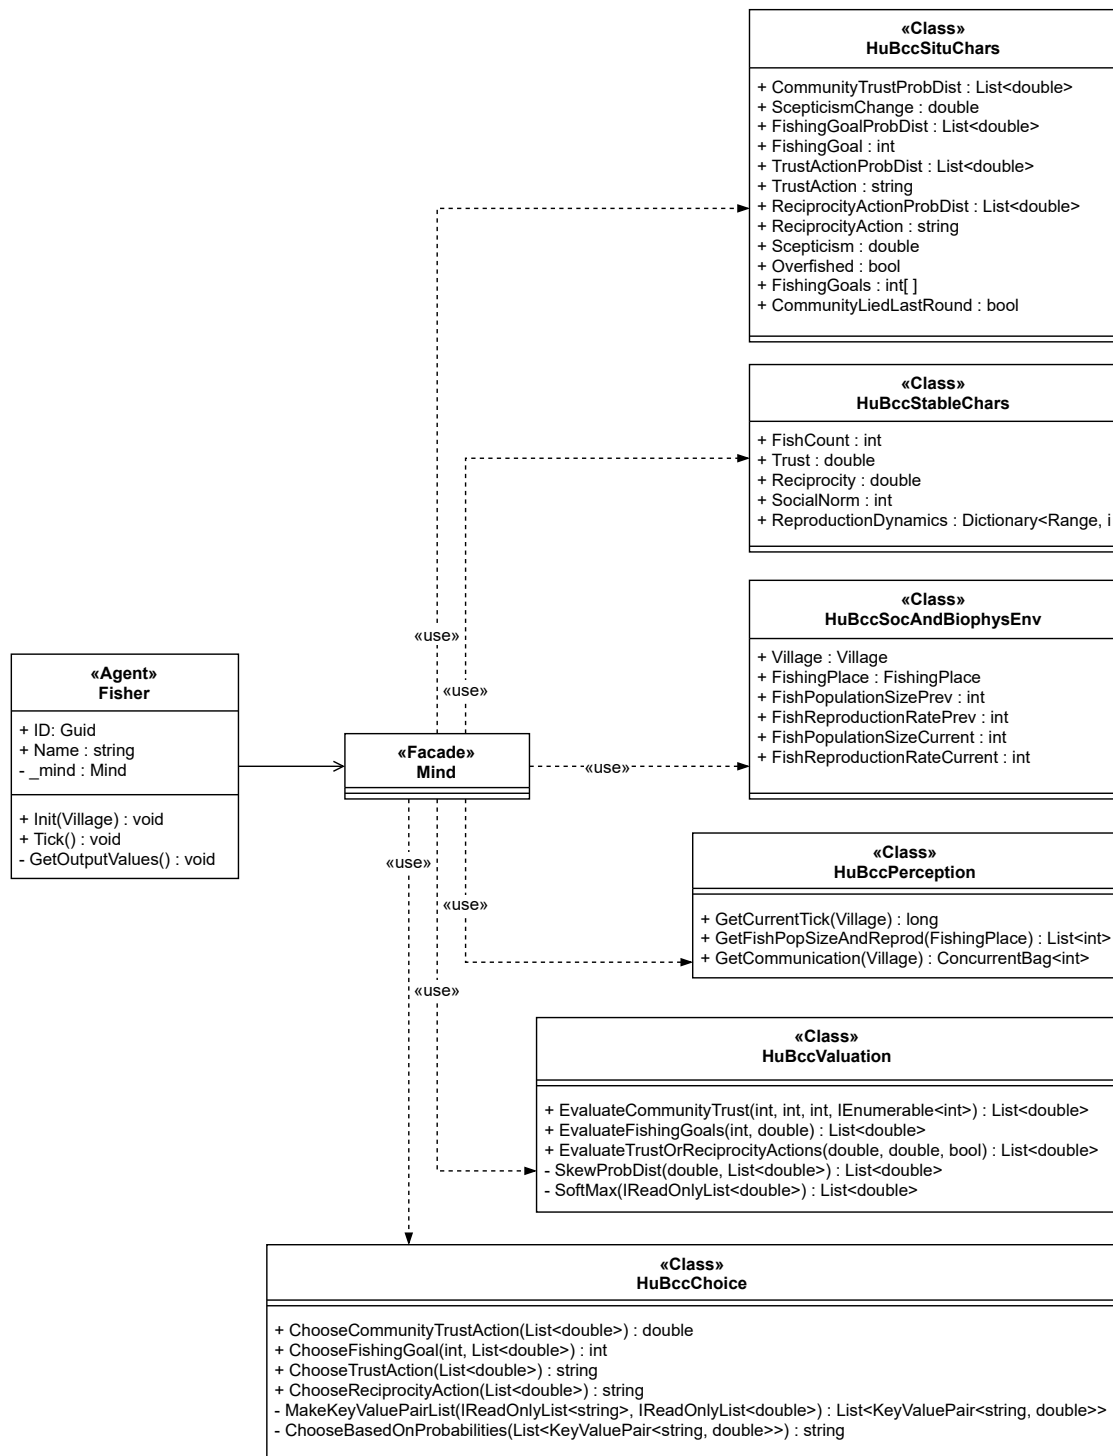 «Class»
HuBccSituChars
+ CommunityTrustProbDist : List<double>
+ ScepticismChange : double
+ FishingGoalProbDist : List<double>
+ FishingGoal : int
+ TrustActionProbDist : List<double>
+ TrustAction : string
+ ReciprocityActionProbDist : List<double>
+ ReciprocityAction : string
+ Scepticism : double
+ Overfished : bool
+ FishingGoals : int[ ]
+ CommunityLiedLastRound : bool
«Class»
HuBccStableChars
+ FishCount : int
+ Trust : double
+ Reciprocity : double
+ SocialNorm : int
+ ReproductionDynamics : Dictionary<Range, i
«Class»
HuBccSocAndBiophysEnv
+ Village : Village
+ FishingPlace : FishingPlace
+ FishPopulationSizePrev : int
+ FishReproductionRatePrev : int
+ FishPopulationSizeCurrent : int
+ FishReproductionRateCurrent : int
«use»
«use»
«use»
«Agent»
Fisher
+ ID: Guid
+ Name : string
- _mind : Mind
+ Init(Village) : void
+ Tick() : void
- GetOutputValues() : void
«Facade»
Mind
«use»
«use»
«use»
«Class»
HuBccPerception
+ GetCurrentTick(Village) : long
+ GetFishPopSizeAndReprod(FishingPlace) : List<int>
+ GetCommunication(Village) : ConcurrentBag<int>
«Class»
HuBccValuation
+ EvaluateCommunityTrust(int, int, int, IEnumerable<int>) : List<double>
+ EvaluateFishingGoals(int, double) : List<double>
+ EvaluateTrustOrReciprocityActions(double, double, bool) : List<double>
- SkewProbDist(double, List<double>) : List<double>
- SoftMax(IReadOnlyList<double>) : List<double>
«Class»
HuBccChoice
+ ChooseCommunityTrustAction(List<double>) : double
+ ChooseFishingGoal(int, List<double>) : int
+ ChooseTrustAction(List<double>) : string
+ ChooseReciprocityAction(List<double>) : string
- MakeKeyValuePairList(IReadOnlyList<string>, IReadOnlyList<double>) : List<KeyValuePair<string, double>>
- ChooseBasedOnProbabilities(List<KeyValuePair<string, double>>) : string